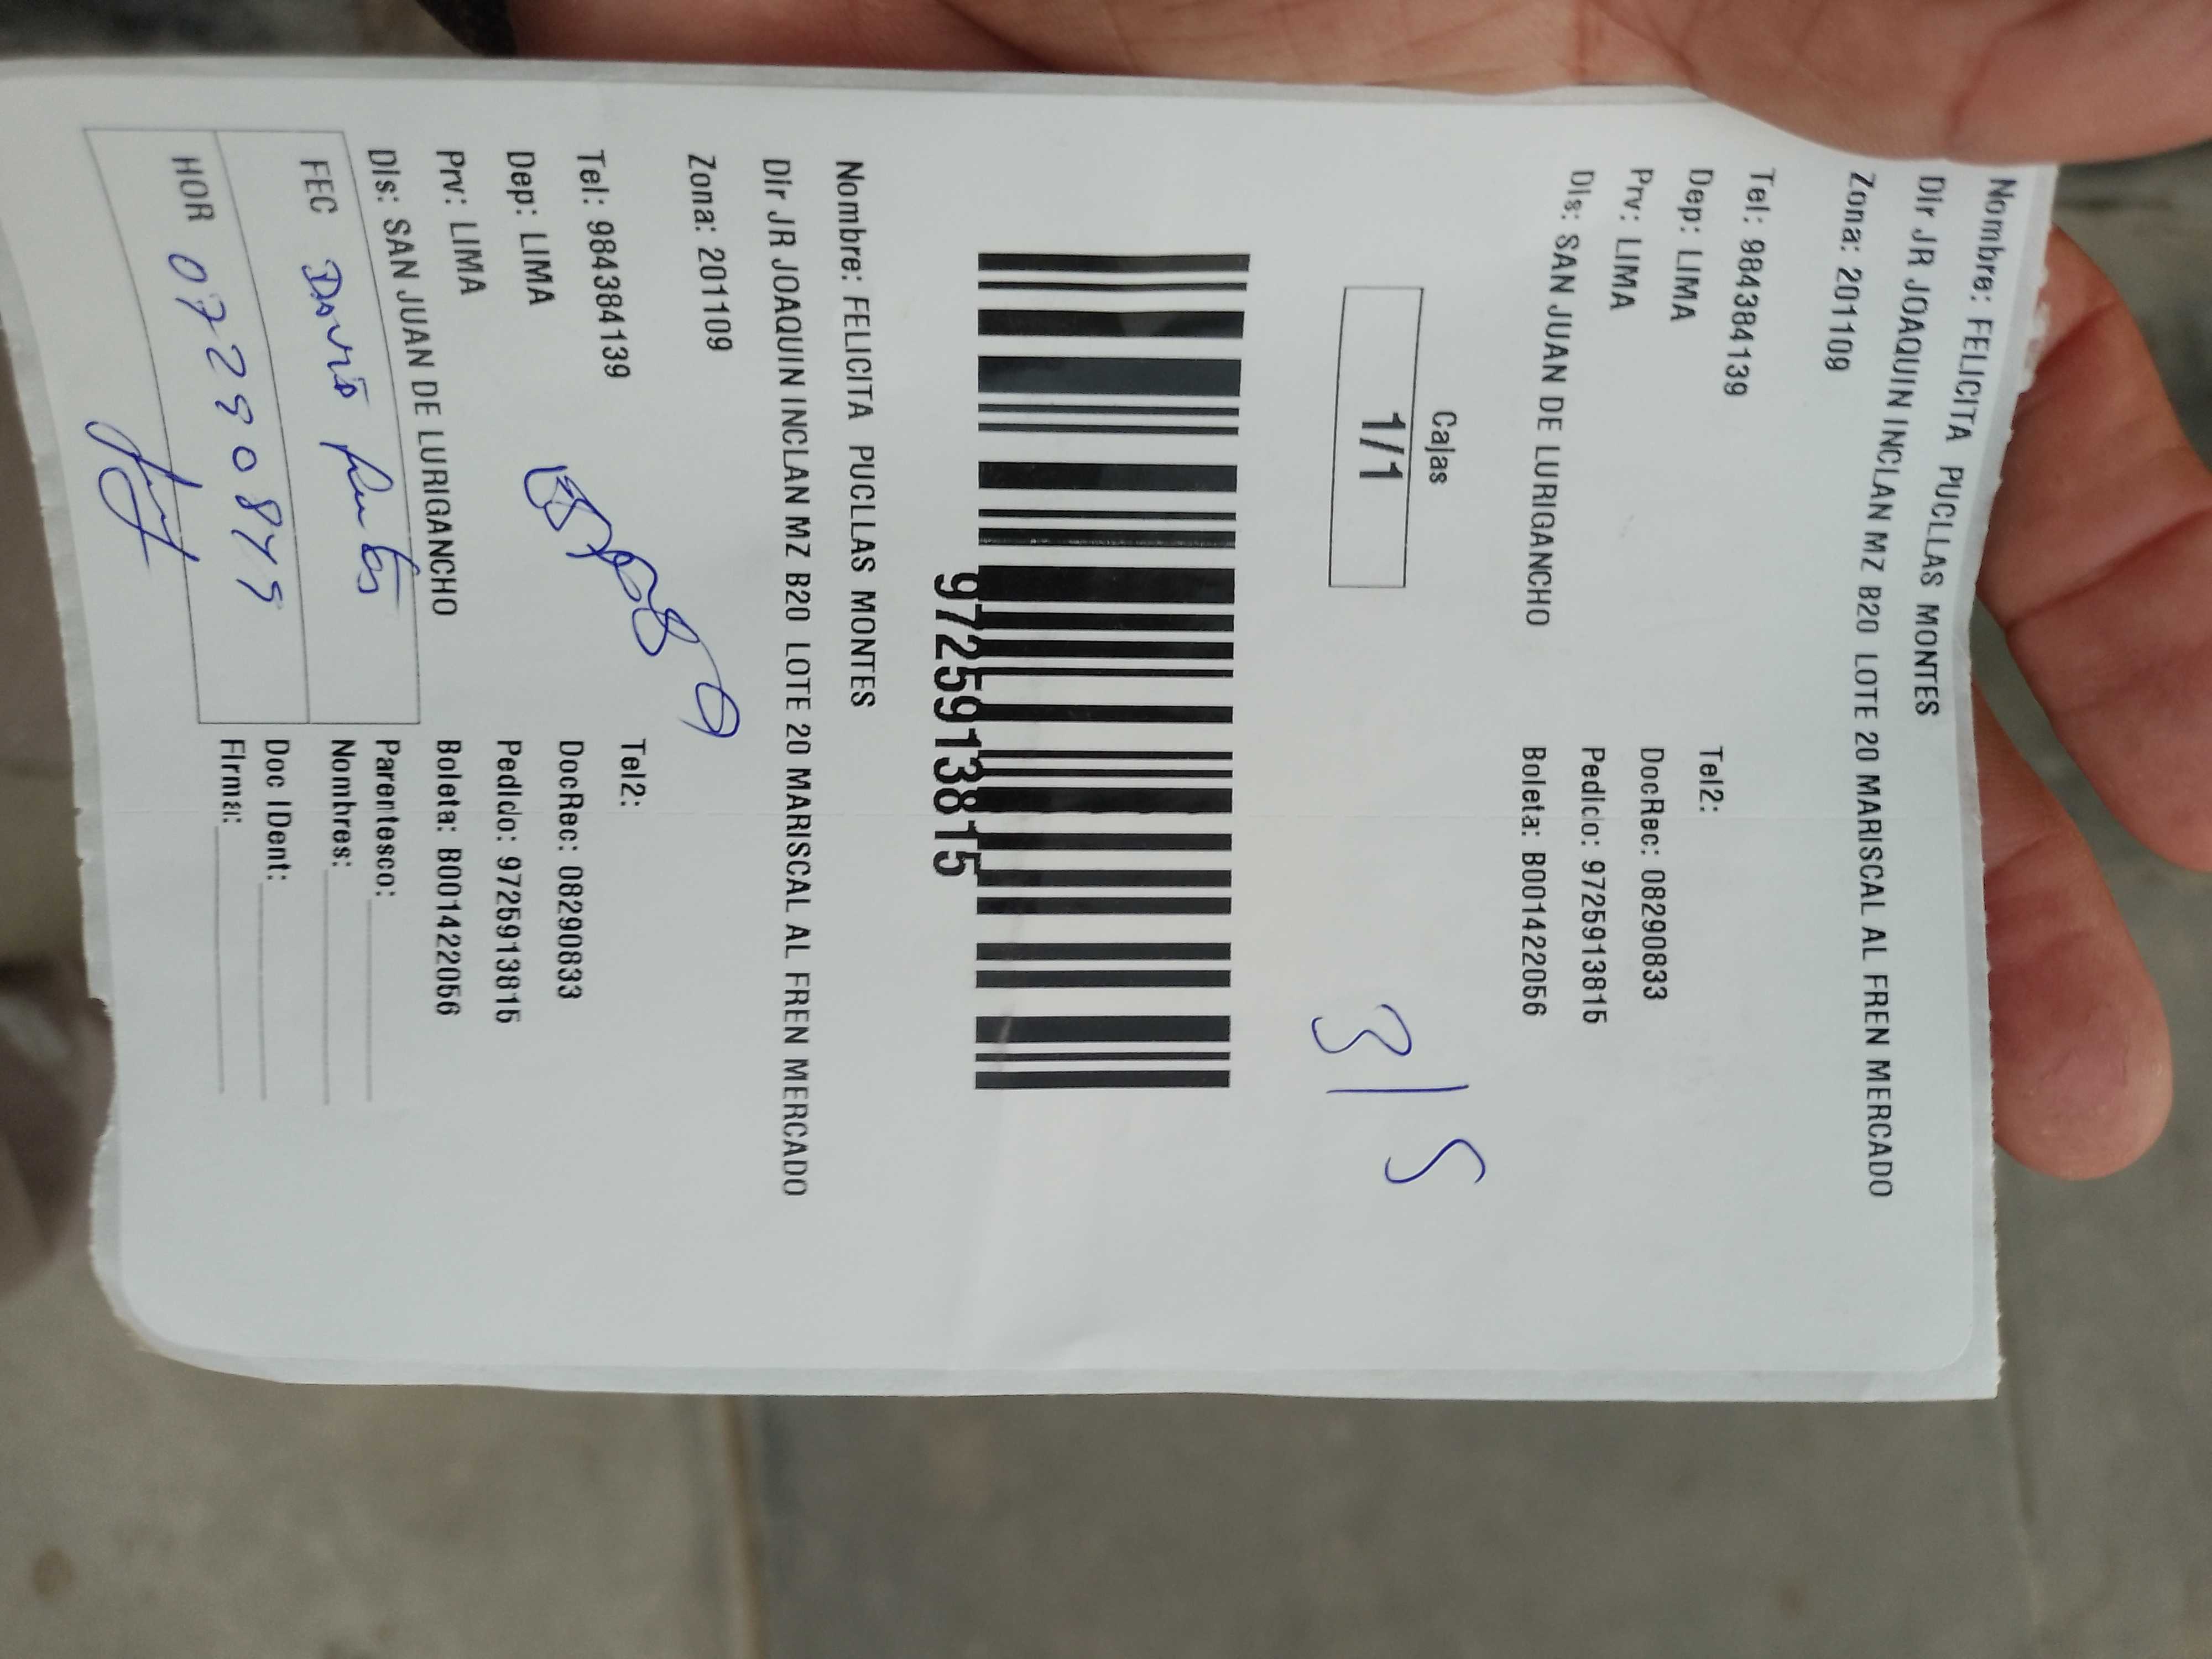 Nombre: FELICITA PUCLLAS MONTES
Dir JR JOAQUIN INCLAN MZ B20 LOTE 20 MARISCAL AL FREN MERCADO
Zona: 201109
Tel: 984384139 Tel2:
Dep: LIMA DocRec: 08290833
Prv: LIMA Pedido: 9725913815
Dis: SAN JUAN DE LURIGANCHO Boleta: B001422056
Cajas
1/1
3/5
9725913815
Nombre: FELICITA PUCLLAS MONTES
Dir JR JOAQUIN INCLAN MZ B20 LOTE 20 MARISCAL AL FREN MERCADO
Zona: 201109
Tel: 984384139 Tel2:
Dep: LIMA DocRec: 08290833
Prv: LIMA Pedido: 9725913815
Dis: SAN JUAN DE LURIGANCHO Boleta: B001422056
Parentesco:
FEC Nombres:
Doc IDent:
HOR Firma: